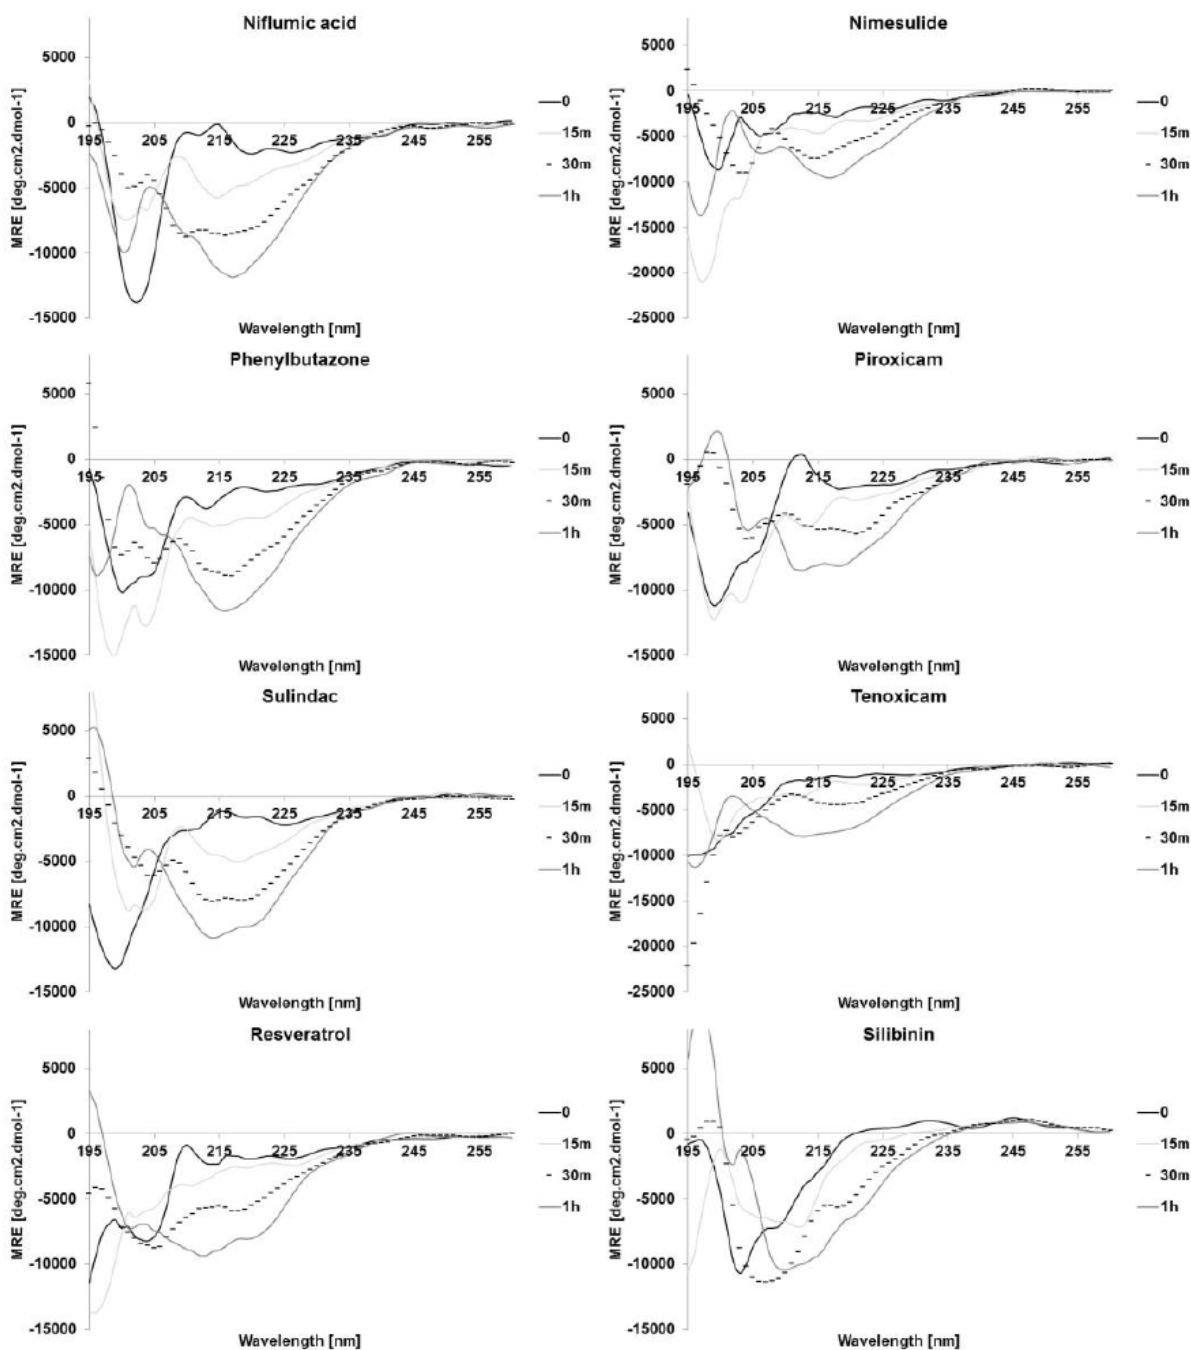 Niflumic acid
5000
0
-5000
-10000
-15000
195 205 215 225 235 245 255
MRE [deg.cm2.dmol-1]
Wavelength [nm]
0
15m
30m
1h
Nimesulide
5000
0
-5000
-10000
-15000
-20000
-25000
195 205 215 225 235 245 255
MRE [deg.cm2.dmol-1]
Wavelength [nm]
0
15m
30m
1h
Phenylbutazone
5000
0
-5000
-10000
-15000
195 205 215 225 235 245 255
MRE [deg.cm2.dmol-1]
Wavelength [nm]
0
15m
30m
1h
Piroxicam
5000
0
-5000
-10000
-15000
195 205 215 225 235 245 255
MRE [deg.cm2.dmol-1]
Wavelength [nm]
0
15m
30m
1h
Sulindac
5000
0
-5000
-10000
-15000
195 205 215 225 235 245 255
MRE [deg.cm2.dmol-1]
Wavelength [nm]
0
15m
30m
1h
Tenoxicam
5000
0
-5000
-10000
-15000
-20000
-25000
195 205 215 225 235 245 255
MRE [deg.cm2.dmol-1]
Wavelength [nm]
0
15m
30m
1h
Resveratrol
5000
0
-5000
-10000
-15000
195 205 215 225 235 245 255
MRE [deg.cm2.dmol-1]
Wavelength [nm]
0
15m
30m
1h
Silibinin
5000
0
-5000
-10000
-15000
195 205 215 225 235 245 255
MRE [deg.cm2.dmol-1]
Wavelength [nm]
0
15m
30m
1h